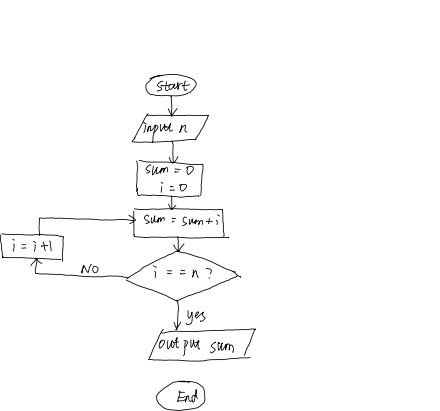 Start
input n
sum = 0
i = 0
sum = sum + i
i = i + 1
NO
i = = n ?
yes
output sum
End